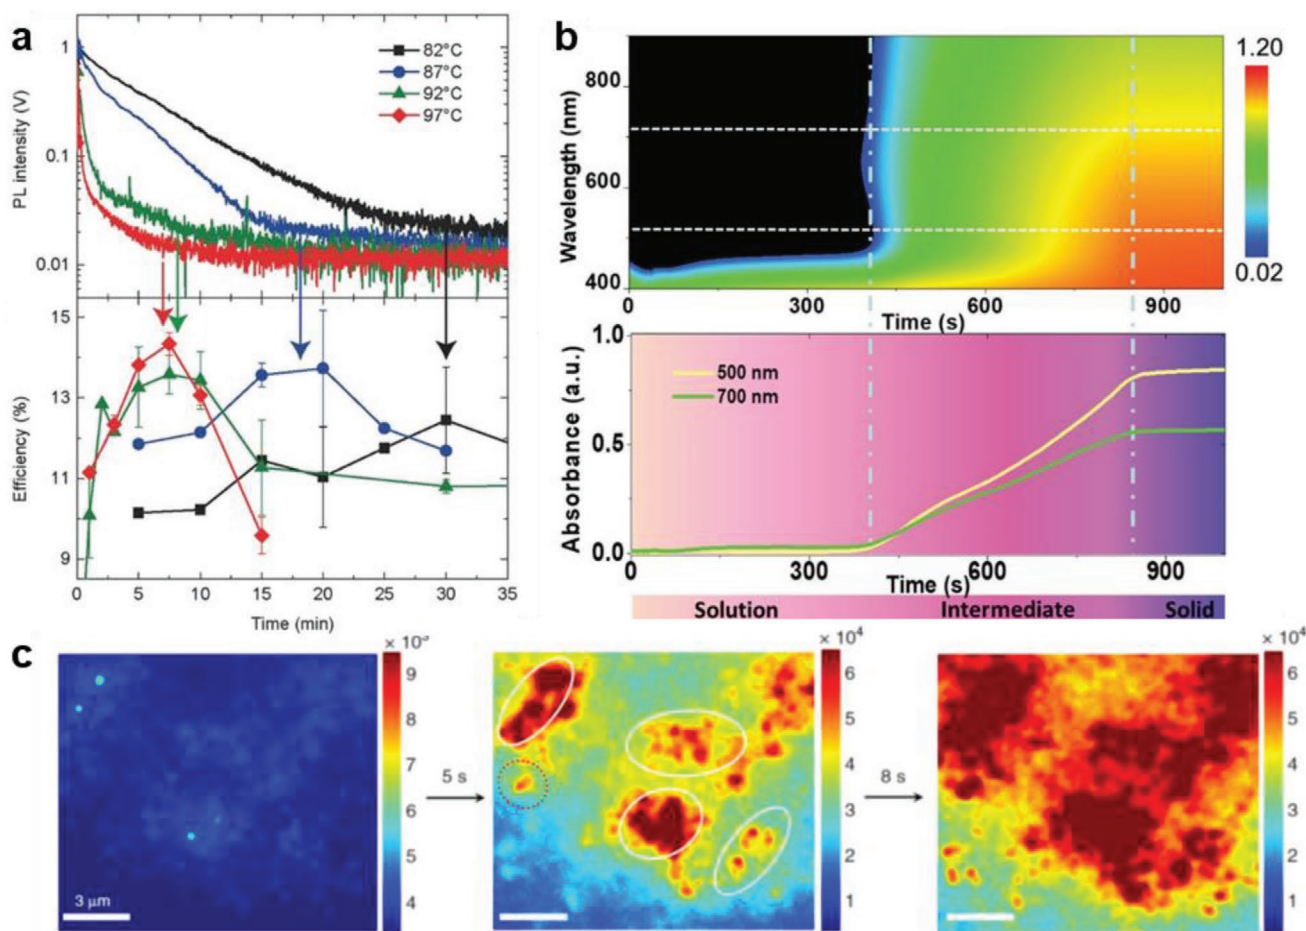 a
PL intensity (V)
1
0.1
0.01
82°C
87°C
92°C
97°C
Efficiency (%)
15
13
11
9
0 5 10 15 20 25 30 35
Time (min)
b
Wavelength (nm)
800
600
400
0 300 600 900
Time (s)
1.20
0.02
Absorbance (a.u.)
1.0
0.5
0.0
500 nm
700 nm
0 300 600 900
Time (s)
Solution Intermediate Solid
c
3 µm
9
8
7
6
5
4
5 s
× 10⁴
6
5
4
3
2
1
8 s
× 10⁴
6
5
4
3
2
1